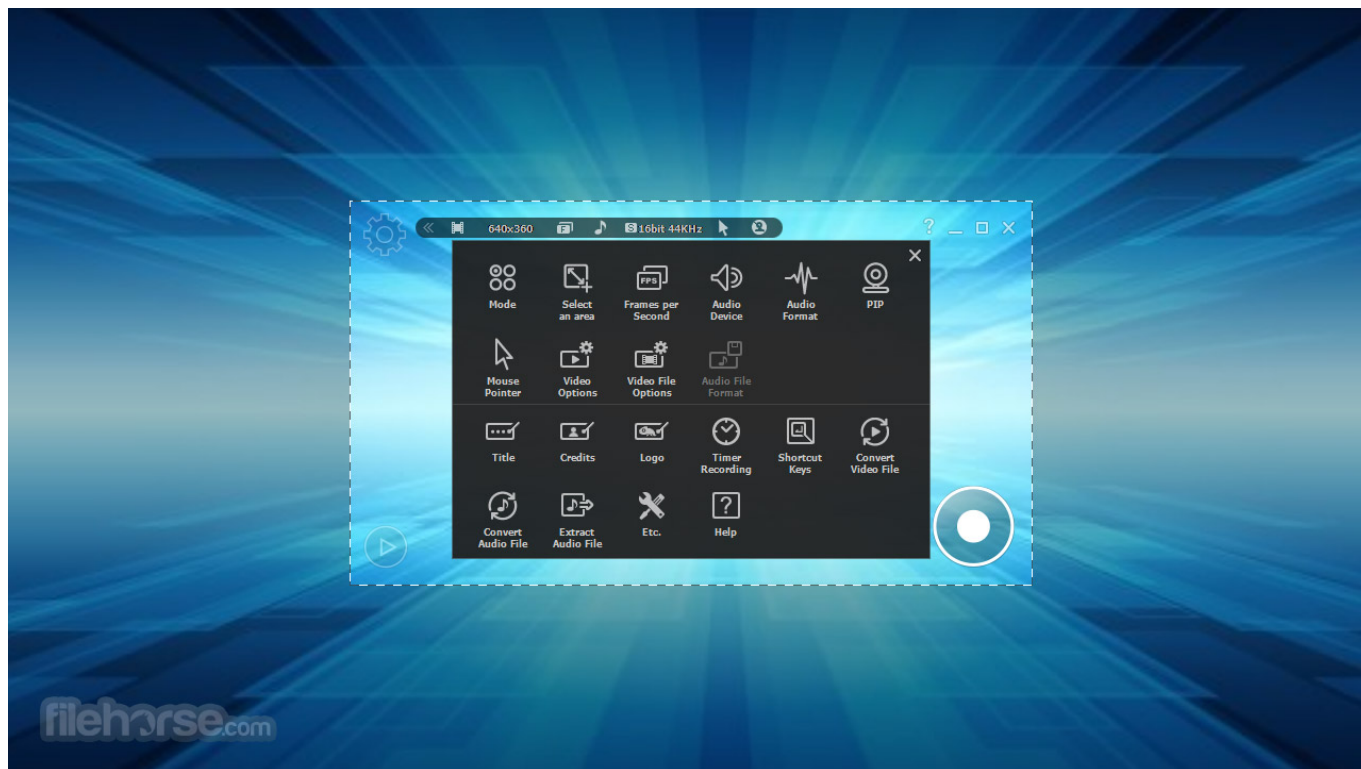 640x360 F S 16bit 44KHz ?
Mode
Select
an area
FPS
Frames per
Second
Audio
Device
Audio
Format
PIP
Mouse
Pointer
Video
Options
Video File
Options
Audio File
Format
Title
Credits
Logo
Timer
Recording
Shortcut
Keys
Convert
Video File
Convert
Audio File
Extract
Audio File
Etc.
?
Help
filehorse.com